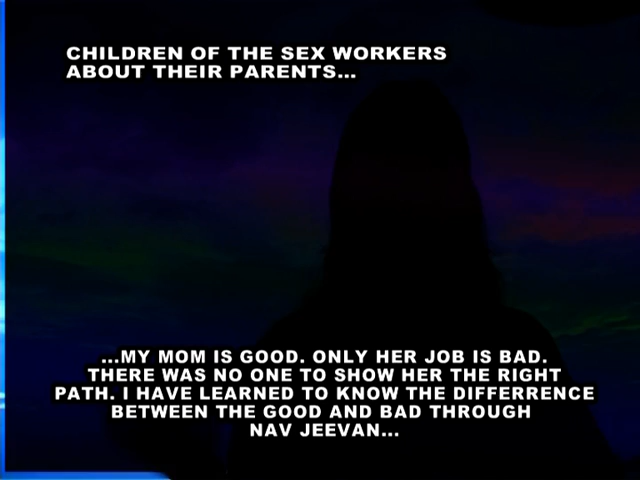 CHILDREN OF THE SEX WORKERS
ABOUT THEIR PARENTS...
...MY MOM IS GOOD. ONLY HER JOB IS BAD.
THERE WAS NO ONE TO SHOW HER THE RIGHT
PATH. I HAVE LEARNED TO KNOW THE DIFFERRENCE
BETWEEN THE GOOD AND BAD THROUGH
NAV JEEVAN...